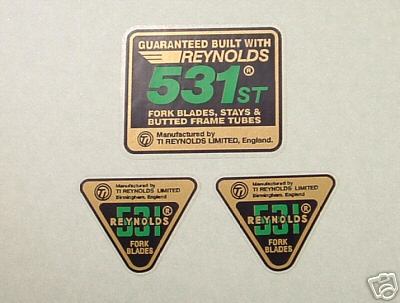 GUARANTEED BUILT WITH
REYNOLDS
531® ST
FORK BLADES, STAYS &
BUTTED FRAME TUBES
TI Manufactured by
TI REYNOLDS LIMITED, England.
TI Manufactured by
TI REYNOLDS LIMITED
Birmingham, England
531®
REYNOLDS
FORK
BLADES
TI Manufactured by
TI REYNOLDS LIMITED
Birmingham, England
531®
REYNOLDS
FORK
BLADES